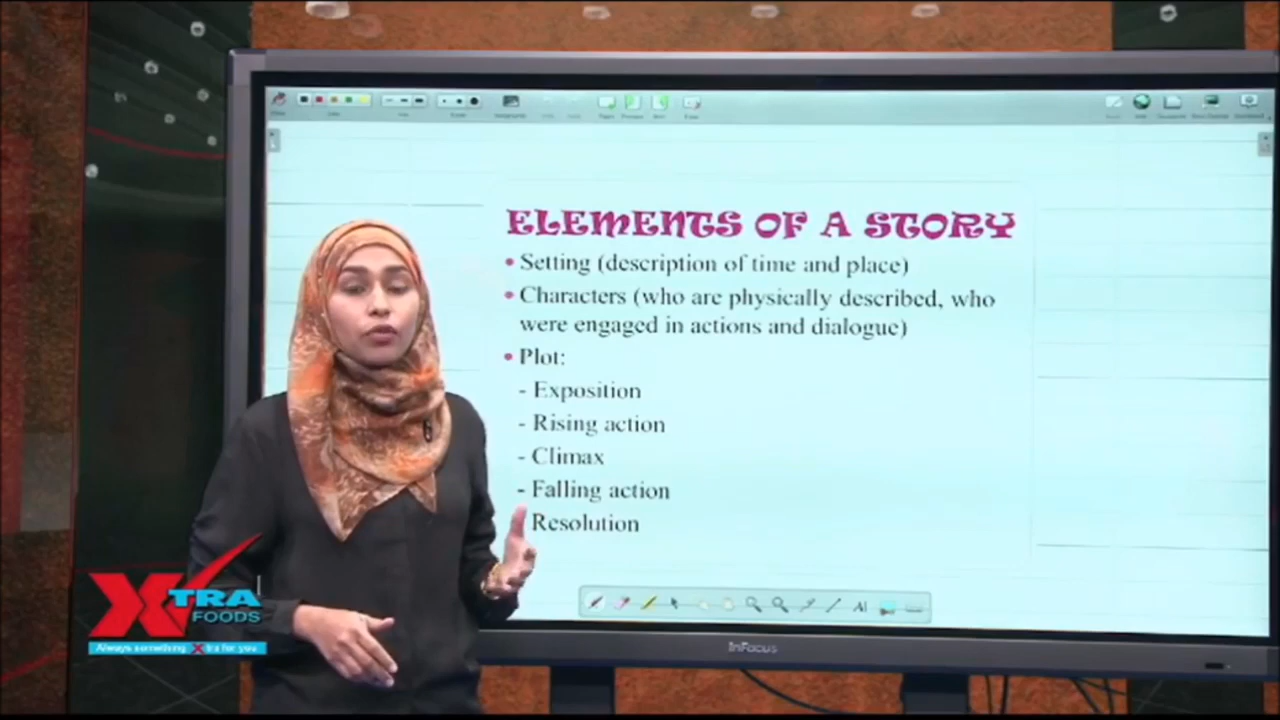 ELEMENTS OF A STORY
• Setting (description of time and place)
• Characters (who are physically described, who
were engaged in actions and dialogue)
• Plot:
- Exposition
- Rising action
- Climax
- Falling action
Resolution
XTRA
FOODS
Always something Xtra for you
InFocus